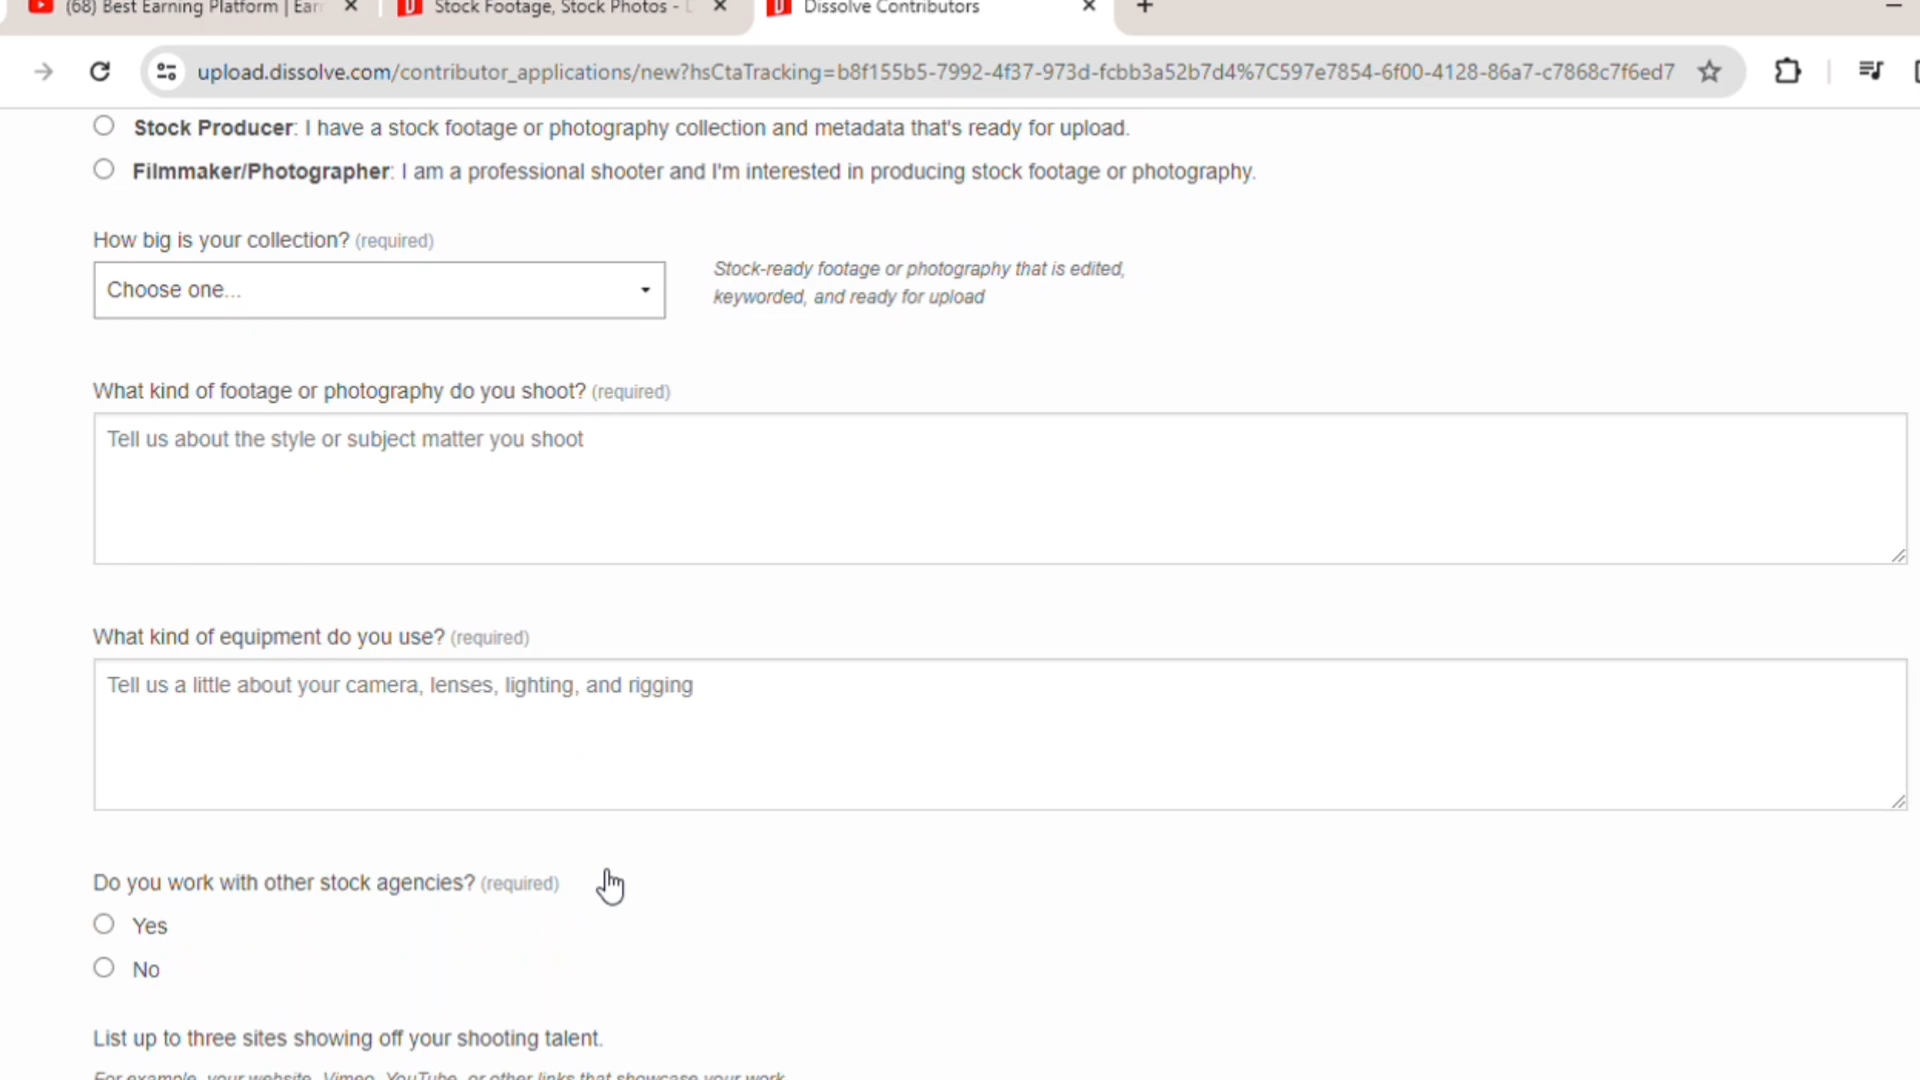 (68) Best Earning Platform | Earn
Stock Footage, Stock Photos -
Dissolve Contributors
upload.dissolve.com/contributor_applications/new?hsCtaTracking=b8f155b5-7992-4f37-973d-fcbb3a52b7d4%7C597e7854-6f00-4128-86a7-c7868c7f6ed7
Stock Producer: I have a stock footage or photography collection and metadata that's ready for upload.
Filmmaker/Photographer: I am a professional shooter and I'm interested in producing stock footage or photography.
How big is your collection? (required)
Choose one...
Stock-ready footage or photography that is edited,
keyworded, and ready for upload
What kind of footage or photography do you shoot? (required)
Tell us about the style or subject matter you shoot
What kind of equipment do you use? (required)
Tell us a little about your camera, lenses, lighting, and rigging
Do you work with other stock agencies? (required)
Yes
No
List up to three sites showing off your shooting talent.
For example, your website, Vimeo, YouTube, or other links that showcase your work